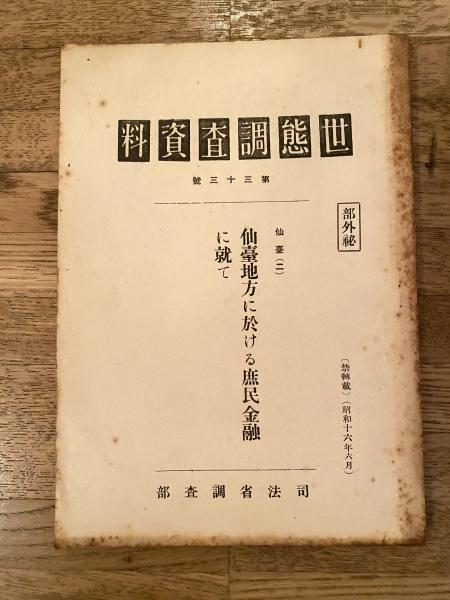 世態調査資料
第三十三號
部外祕
仙臺(二)
仙臺地方に於ける庶民金融
に就て
〔禁轉載〕(昭和十六年六月)
司法省調査部